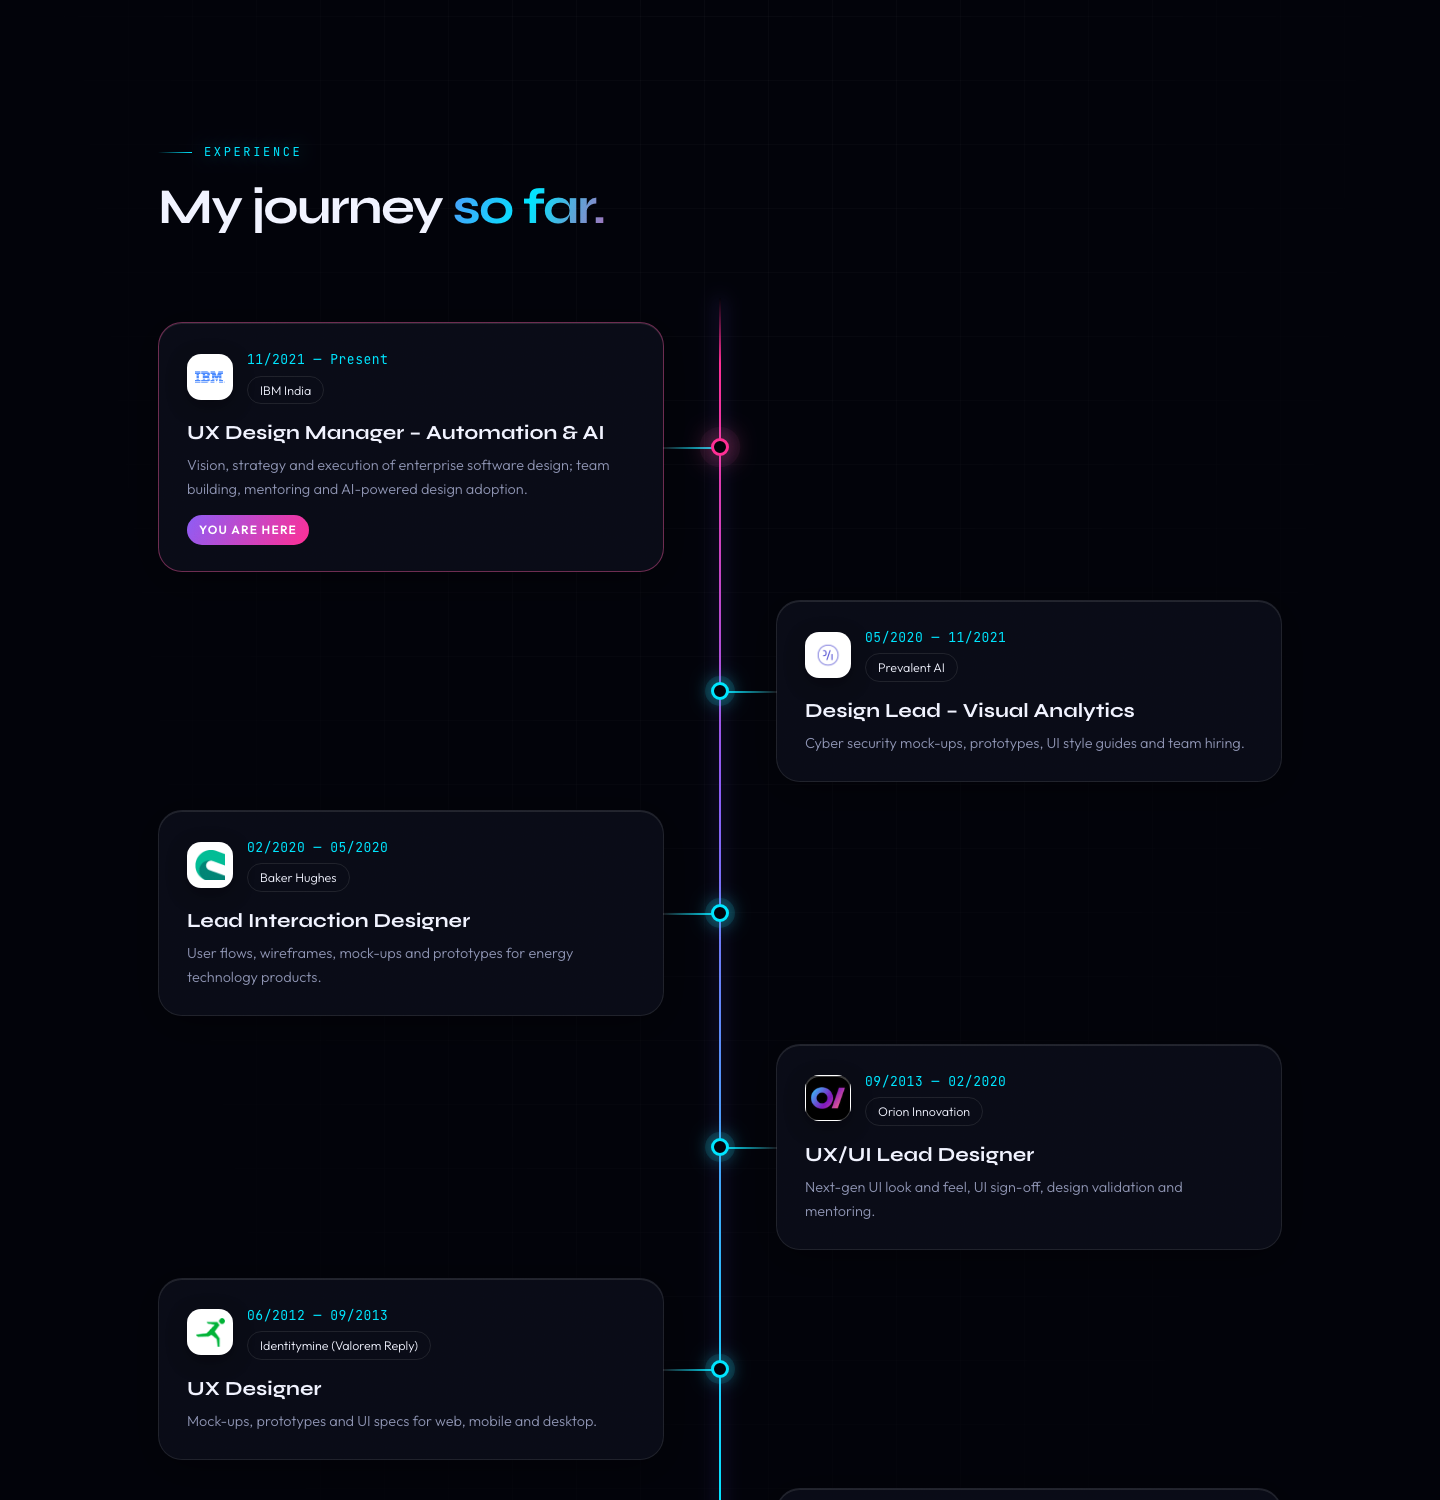 EXPERIENCE
My journey so far.
IBM
11/2021 — Present
IBM India
UX Design Manager – Automation & AI
Vision, strategy and execution of enterprise software design; team
building, mentoring and AI-powered design adoption.
YOU ARE HERE
05/2020 — 11/2021
Prevalent AI
Design Lead – Visual Analytics
Cyber security mock-ups, prototypes, UI style guides and team hiring.
02/2020 — 05/2020
Baker Hughes
Lead Interaction Designer
User flows, wireframes, mock-ups and prototypes for energy
technology products.
09/2013 — 02/2020
Orion Innovation
UX/UI Lead Designer
Next-gen UI look and feel, UI sign-off, design validation and
mentoring.
06/2012 — 09/2013
Identitymine (Valorem Reply)
UX Designer
Mock-ups, prototypes and UI specs for web, mobile and desktop.